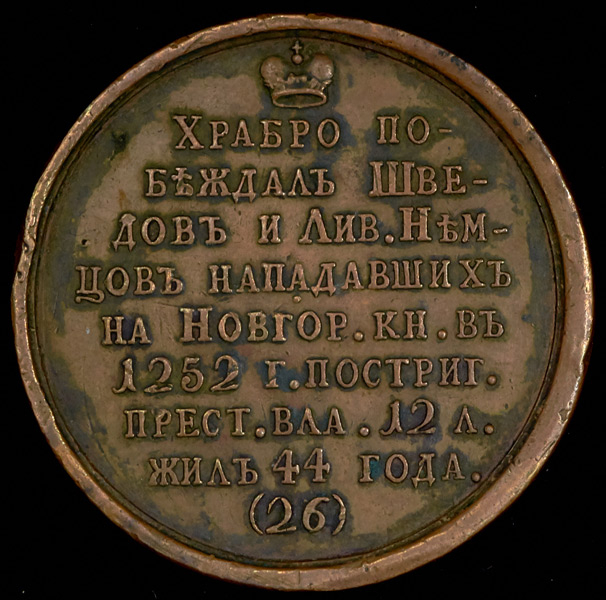 Храбро по-
бѣждалъ Шве-
довъ и Лив. Нѣм-
цовъ нападавшихъ
на Новгор. кн. въ
1252 г. постриг.
прест. вла. 12 л.
жилъ 44 года.
(26)